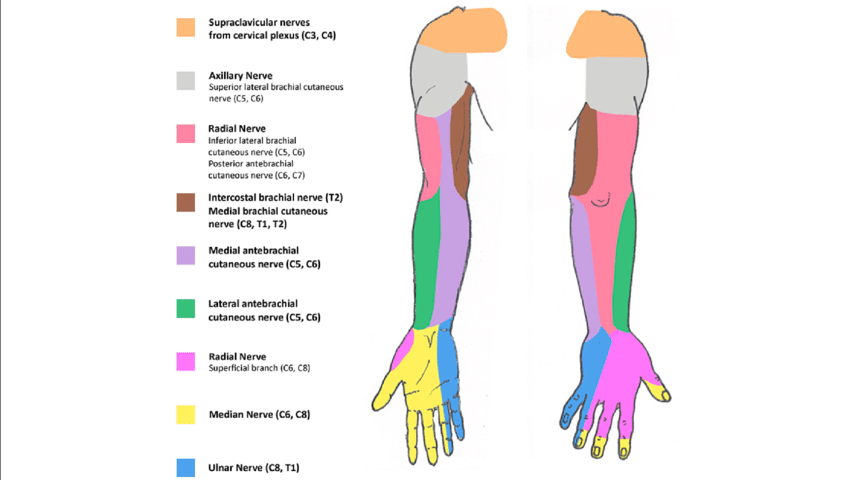 Supraclavicular nerves
from cervical plexus (C3, C4)
Axillary Nerve
Superior lateral brachial cutaneous
nerve (C5, C6)
Radial Nerve
Inferior lateral brachial
cutaneous nerve (C5, C6)
Posterior antebrachial
cutaneous nerve (C6, C7)
Intercostal brachial nerve (T2)
Medial brachial cutaneous
nerve (C8, T1, T2)
Medial antebrachial
cutaneous nerve (C5, C6)
Lateral antebrachial
cutaneous nerve (C5, C6)
Radial Nerve
Superficial branch (C6, C8)
Median Nerve (C6, C8)
Ulnar Nerve (C8, T1)